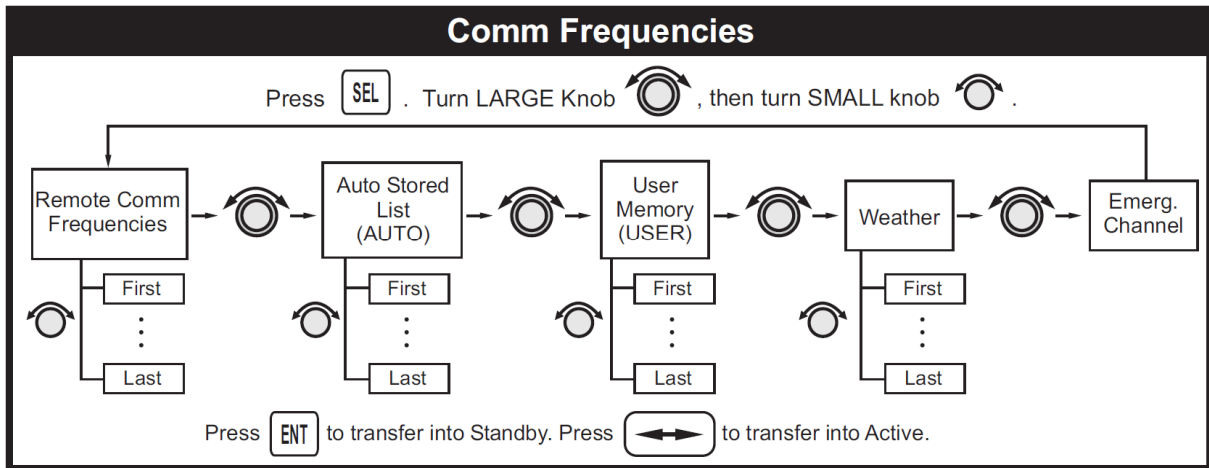 Comm Frequencies
Press SEL . Turn LARGE Knob , then turn SMALL knob .
Remote Comm
Frequencies
Auto Stored
List
(AUTO)
User
Memory
(USER)
Weather
Emerg.
Channel
First
Last
First
Last
First
Last
First
Last
Press ENT to transfer into Standby. Press to transfer into Active.